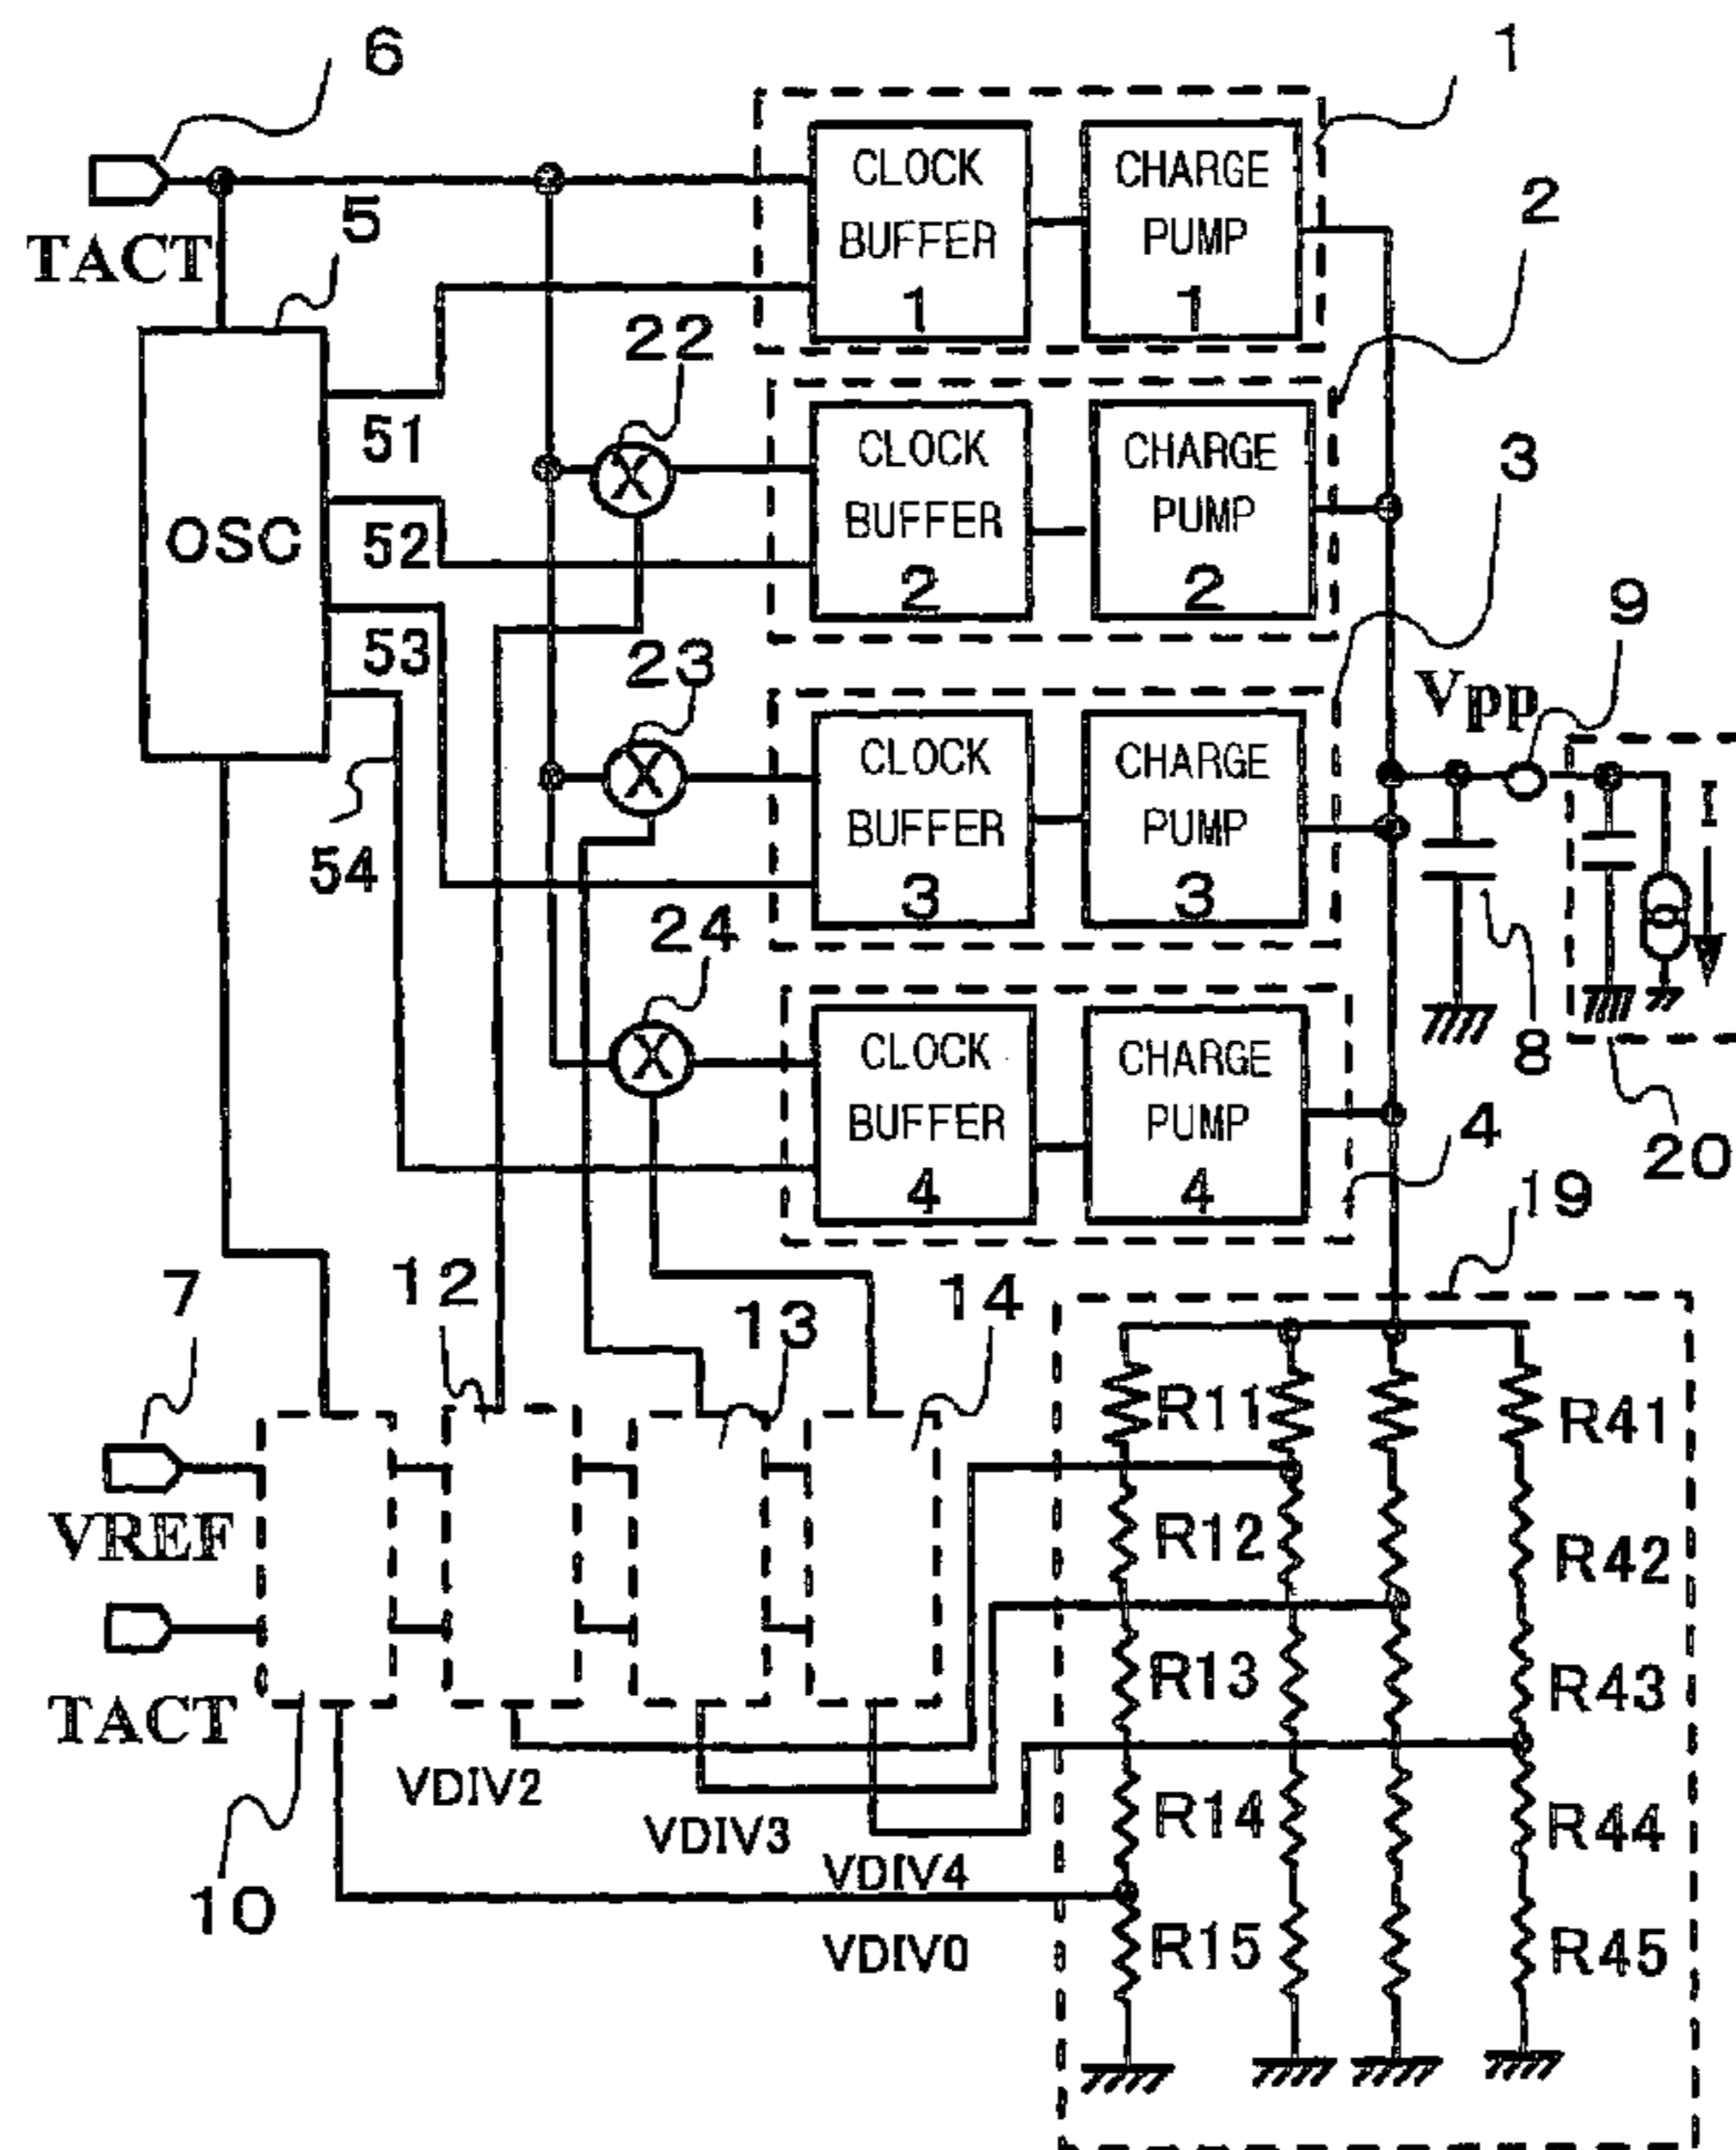 6
1
TACT
5
CLOCK
BUFFER
1
CHARGE
PUMP
1
2
22
51
CLOCK
BUFFER
2
CHARGE
PUMP
2
3
OSC
52
53
23
9
Vpp
CLOCK
BUFFER
3
CHARGE
PUMP
3
I
54
24
8
CLOCK
BUFFER
4
CHARGE
PUMP
4
4
20
19
7
12
13
14
R11
R41
VREF
R12
R42
TACT
R13
R43
VDIV2
VDIV3
R14
R44
VDIV4
10
VDIV0
R15
R45
X
X
X